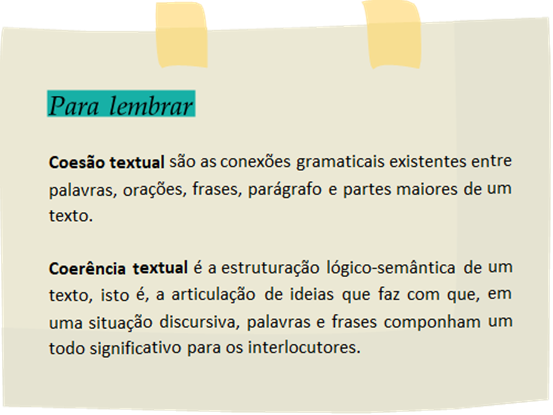 Para lembrar
Coesão textual são as conexões gramaticais existentes entre
palavras, orações, frases, parágrafo e partes maiores de um
texto.
Coerência textual é a estruturação lógico-semântica de um
texto, isto é, a articulação de ideias que faz com que, em
uma situação discursiva, palavras e frases componham um
todo significativo para os interlocutores.